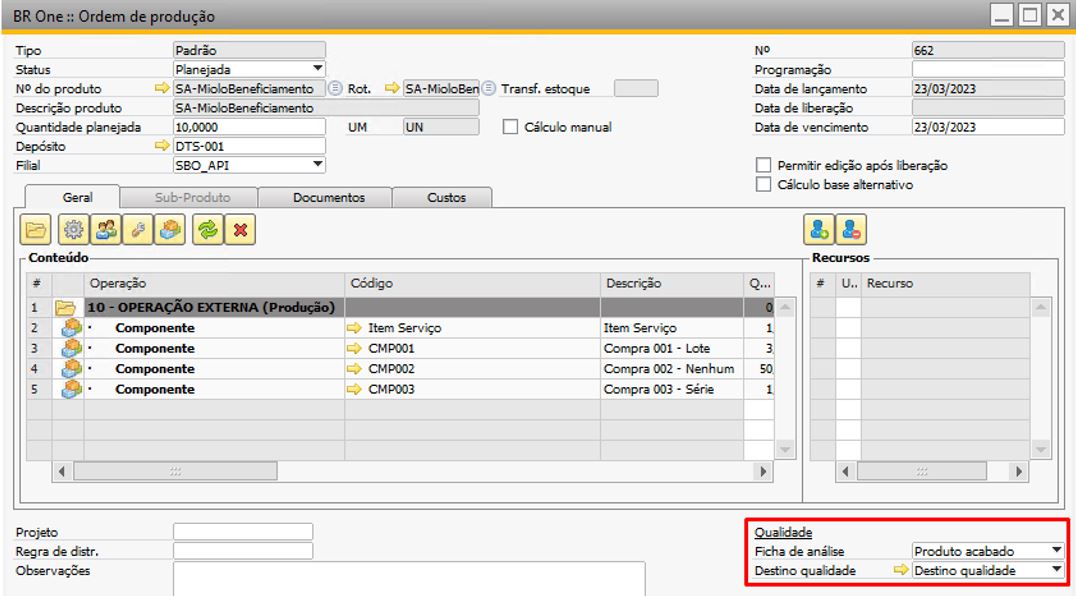 BR One :: Ordem de produção
Tipo Padrão
Status Planejada
Nº do produto SA-MioloBeneficiamento Rot. SA-MioloBen Transf. estoque
Descrição produto SA-MioloBeneficiamento
Quantidade planejada 10,0000 UM UN Cálculo manual
Depósito DTS-001
Filial SBO_API
Nº 662
Programação
Data de lançamento 23/03/2023
Data de liberação
Data de vencimento 23/03/2023
Permitir edição após liberação
Cálculo base alternativo
Geral Sub-Produto Documentos Custos
Conteúdo
# Operação Código Descrição Q...
1 10 - OPERAÇÃO EXTERNA (Produção) 0
2 · Componente Item Serviço Item Serviço 1,
3 · Componente CMP001 Compra 001 - Lote 3,
4 · Componente CMP002 Compra 002 - Nenhum 50,
5 · Componente CMP003 Compra 003 - Série 1,
Recursos
# U.. Recurso
Projeto
Regra de distr.
Observações
Qualidade
Ficha de análise Produto acabado
Destino qualidade Destino qualidade